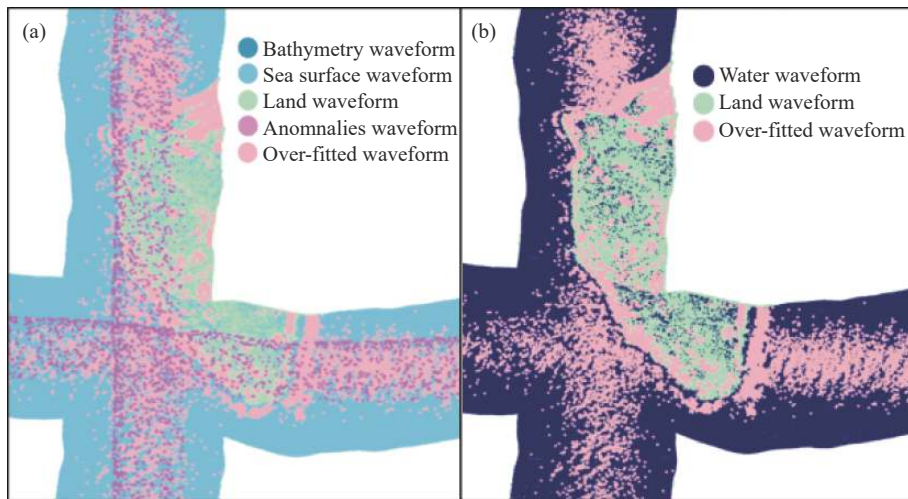 (a)
Bathymetry waveform
Sea surface waveform
Land waveform
Anomnalies waveform
Over-fitted waveform
(b)
Water waveform
Land waveform
Over-fitted waveform